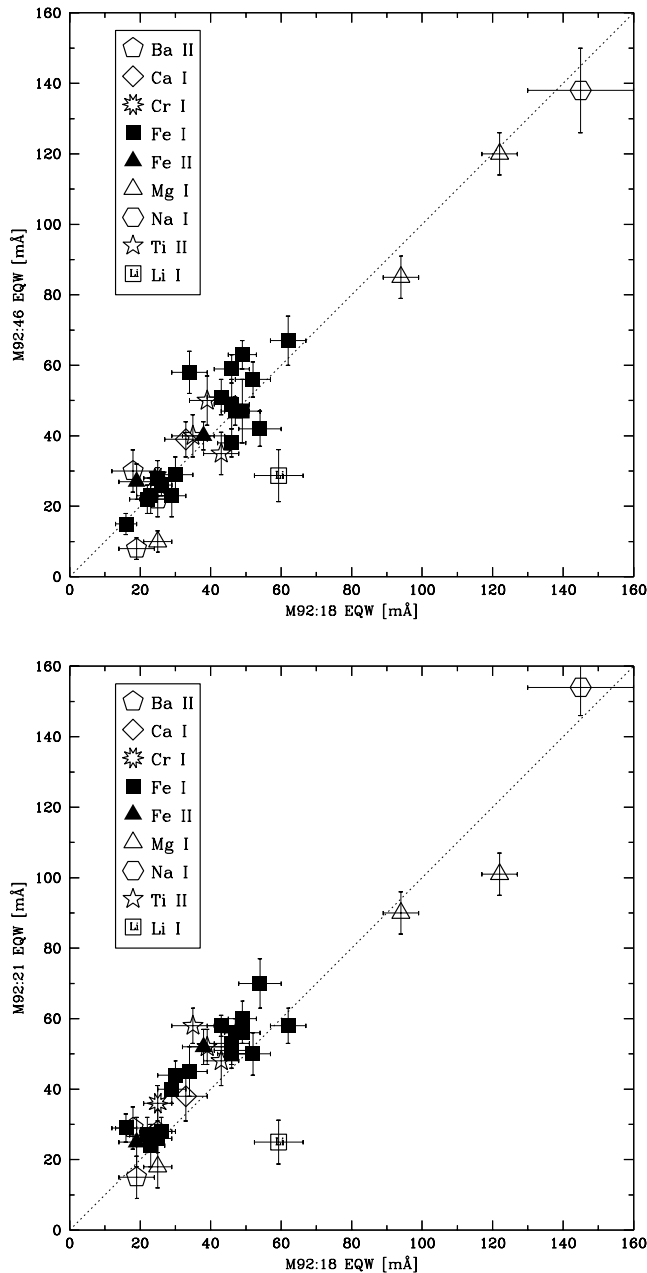 160
140
120
100
80
60
40
20
0
M92:46 EQW [mÅ]
Ba II
Ca I
Cr I
Fe I
Fe II
Mg I
Na I
Ti II
Li Li I
Li
0 20 40 60 80 100 120 140 160
M92:18 EQW [mÅ]
160
140
120
100
80
60
40
20
0
M92:21 EQW [mÅ]
Ba II
Ca I
Cr I
Fe I
Fe II
Mg I
Na I
Ti II
Li Li I
Li
0 20 40 60 80 100 120 140 160
M92:18 EQW [mÅ]